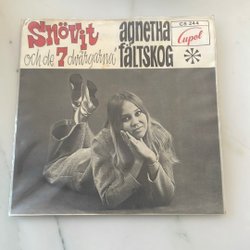 Snövit
och de 7 dvärgarna
agnetha
fältskog
CS 244
Cupol